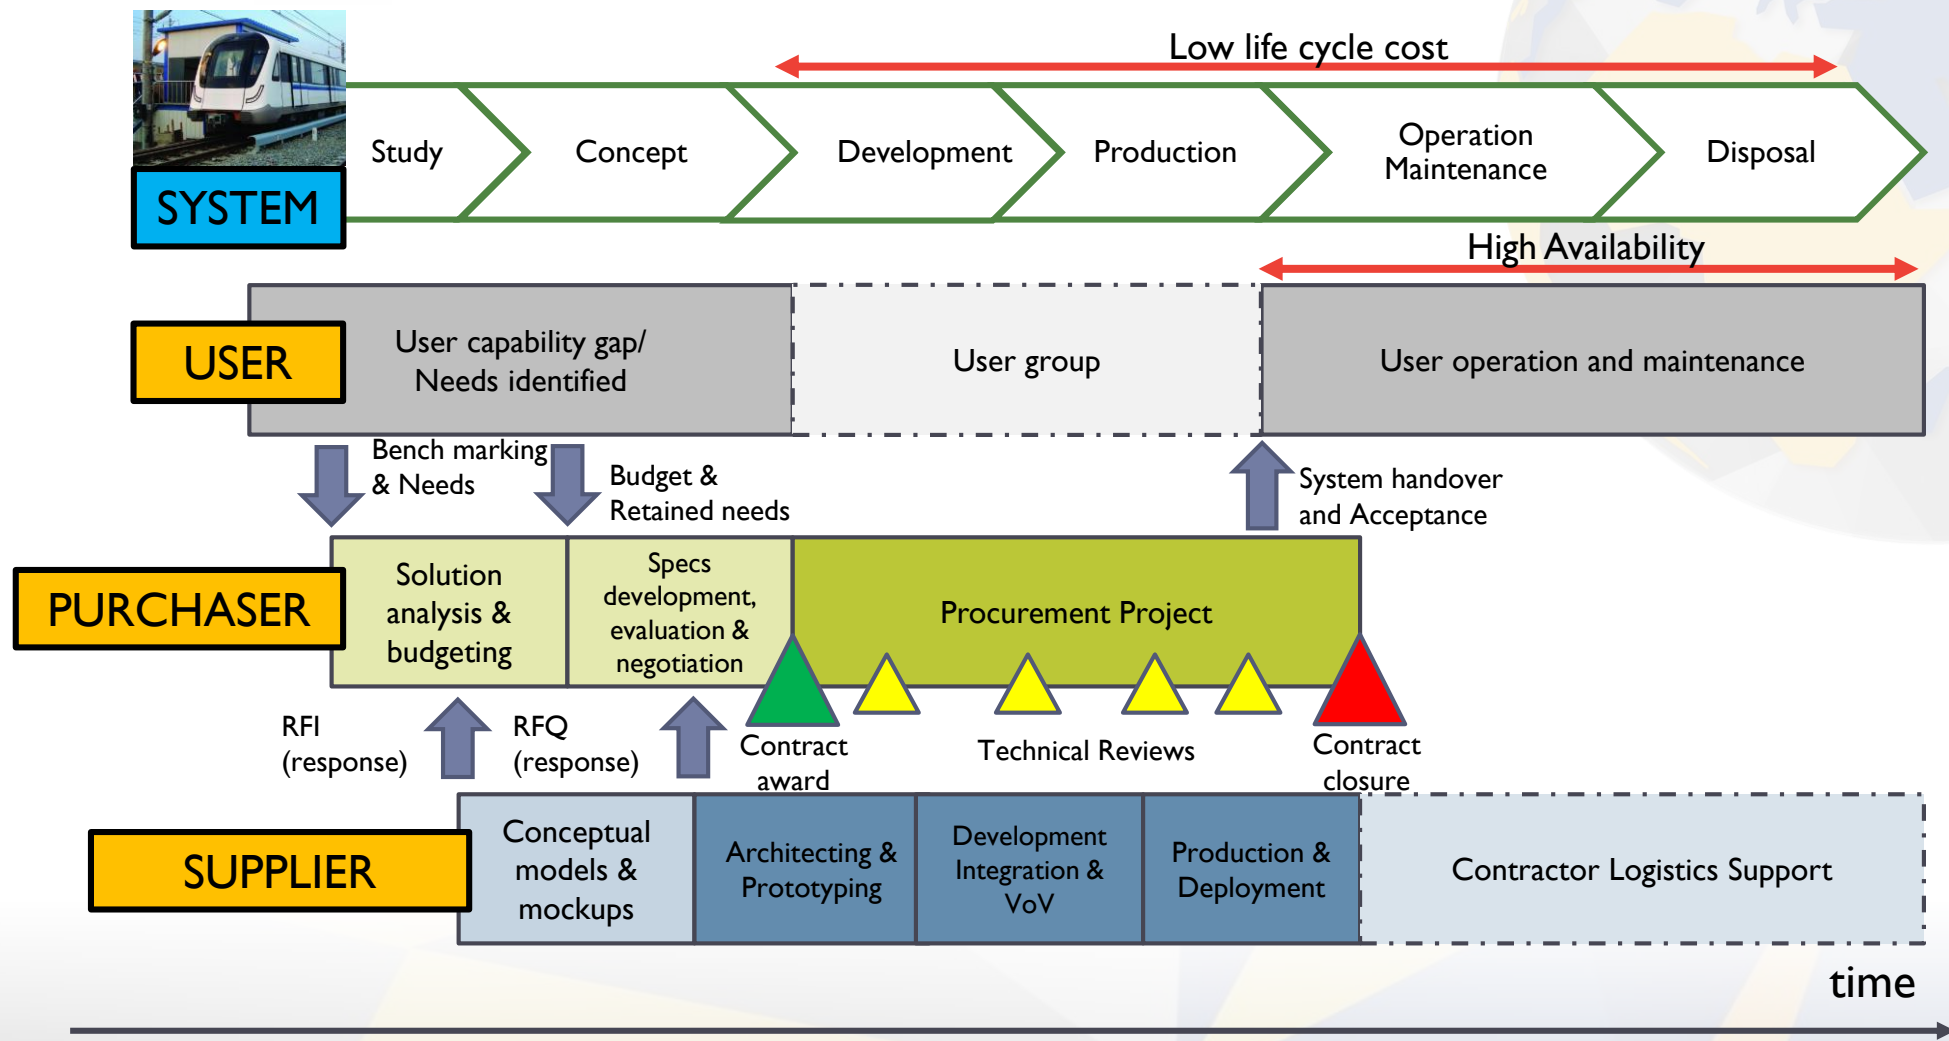 Low life cycle cost
Study
Concept
Development
Production
Operation
Maintenance
Disposal
SYSTEM
High Availability
USER
User capability gap/
Needs identified
User group
User operation and maintenance
Bench marking
& Needs
Budget &
Retained needs
System handover
and Acceptance
PURCHASER
Solution
analysis &
budgeting
Specs
development,
evaluation &
negotiation
Procurement Project
RFI
(response)
RFQ
(response)
Contract
award
Technical Reviews
Contract
closure
SUPPLIER
Conceptual
models &
mockups
Architecting &
Prototyping
Development
Integration &
VoV
Production &
Deployment
Contractor Logistics Support
time